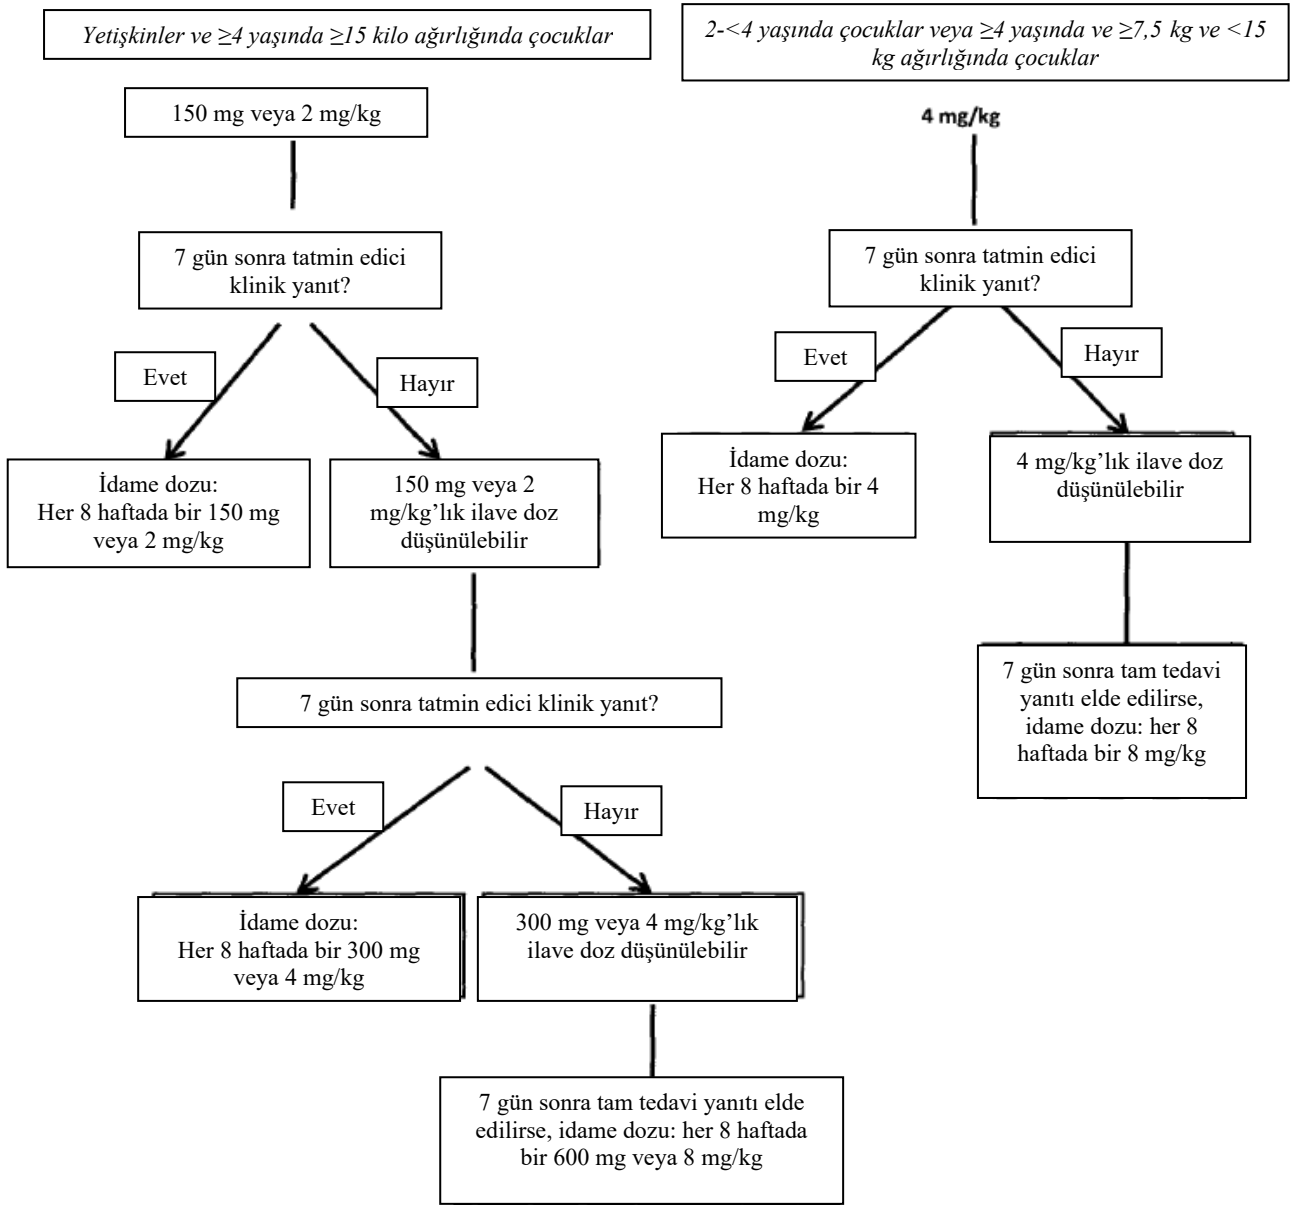 Yetişkinler ve ≥4 yaşında ≥15 kilo ağırlığında çocuklar
150 mg veya 2 mg/kg
7 gün sonra tatmin edici
klinik yanıt?
Evet
Hayır
İdame dozu:
Her 8 haftada bir 150 mg
veya 2 mg/kg
150 mg veya 2
mg/kg’lık ilave doz
düşünülebilir
7 gün sonra tatmin edici klinik yanıt?
Evet
Hayır
İdame dozu:
Her 8 haftada bir 300 mg
veya 4 mg/kg
300 mg veya 4 mg/kg’lık
ilave doz düşünülebilir
7 gün sonra tam tedavi yanıtı elde
edilirse, idame dozu: her 8 haftada
bir 600 mg veya 8 mg/kg
2-<4 yaşında çocuklar veya ≥4 yaşında ve ≥7,5 kg ve <15
kg ağırlığında çocuklar
4 mg/kg
7 gün sonra tatmin edici
klinik yanıt?
Evet
Hayır
İdame dozu:
Her 8 haftada bir 4
mg/kg
4 mg/kg’lık ilave doz
düşünülebilir
7 gün sonra tam tedavi
yanıtı elde edilirse,
idame dozu: her 8
haftada bir 8 mg/kg